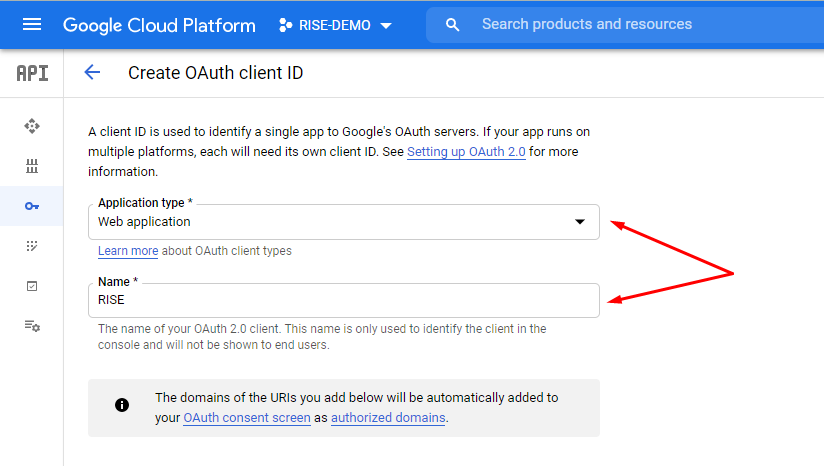 Google Cloud Platform
RISE-DEMO
Search products and resources
API
Create OAuth client ID
A client ID is used to identify a single app to Google's OAuth servers. If your app runs on
multiple platforms, each will need its own client ID. See Setting up OAuth 2.0 for more
information.
Application type *
Web application
Learn more about OAuth client types
Name *
RISE
The name of your OAuth 2.0 client. This name is only used to identify the client in the
console and will not be shown to end users.
The domains of the URIs you add below will be automatically added to
your OAuth consent screen as authorized domains.